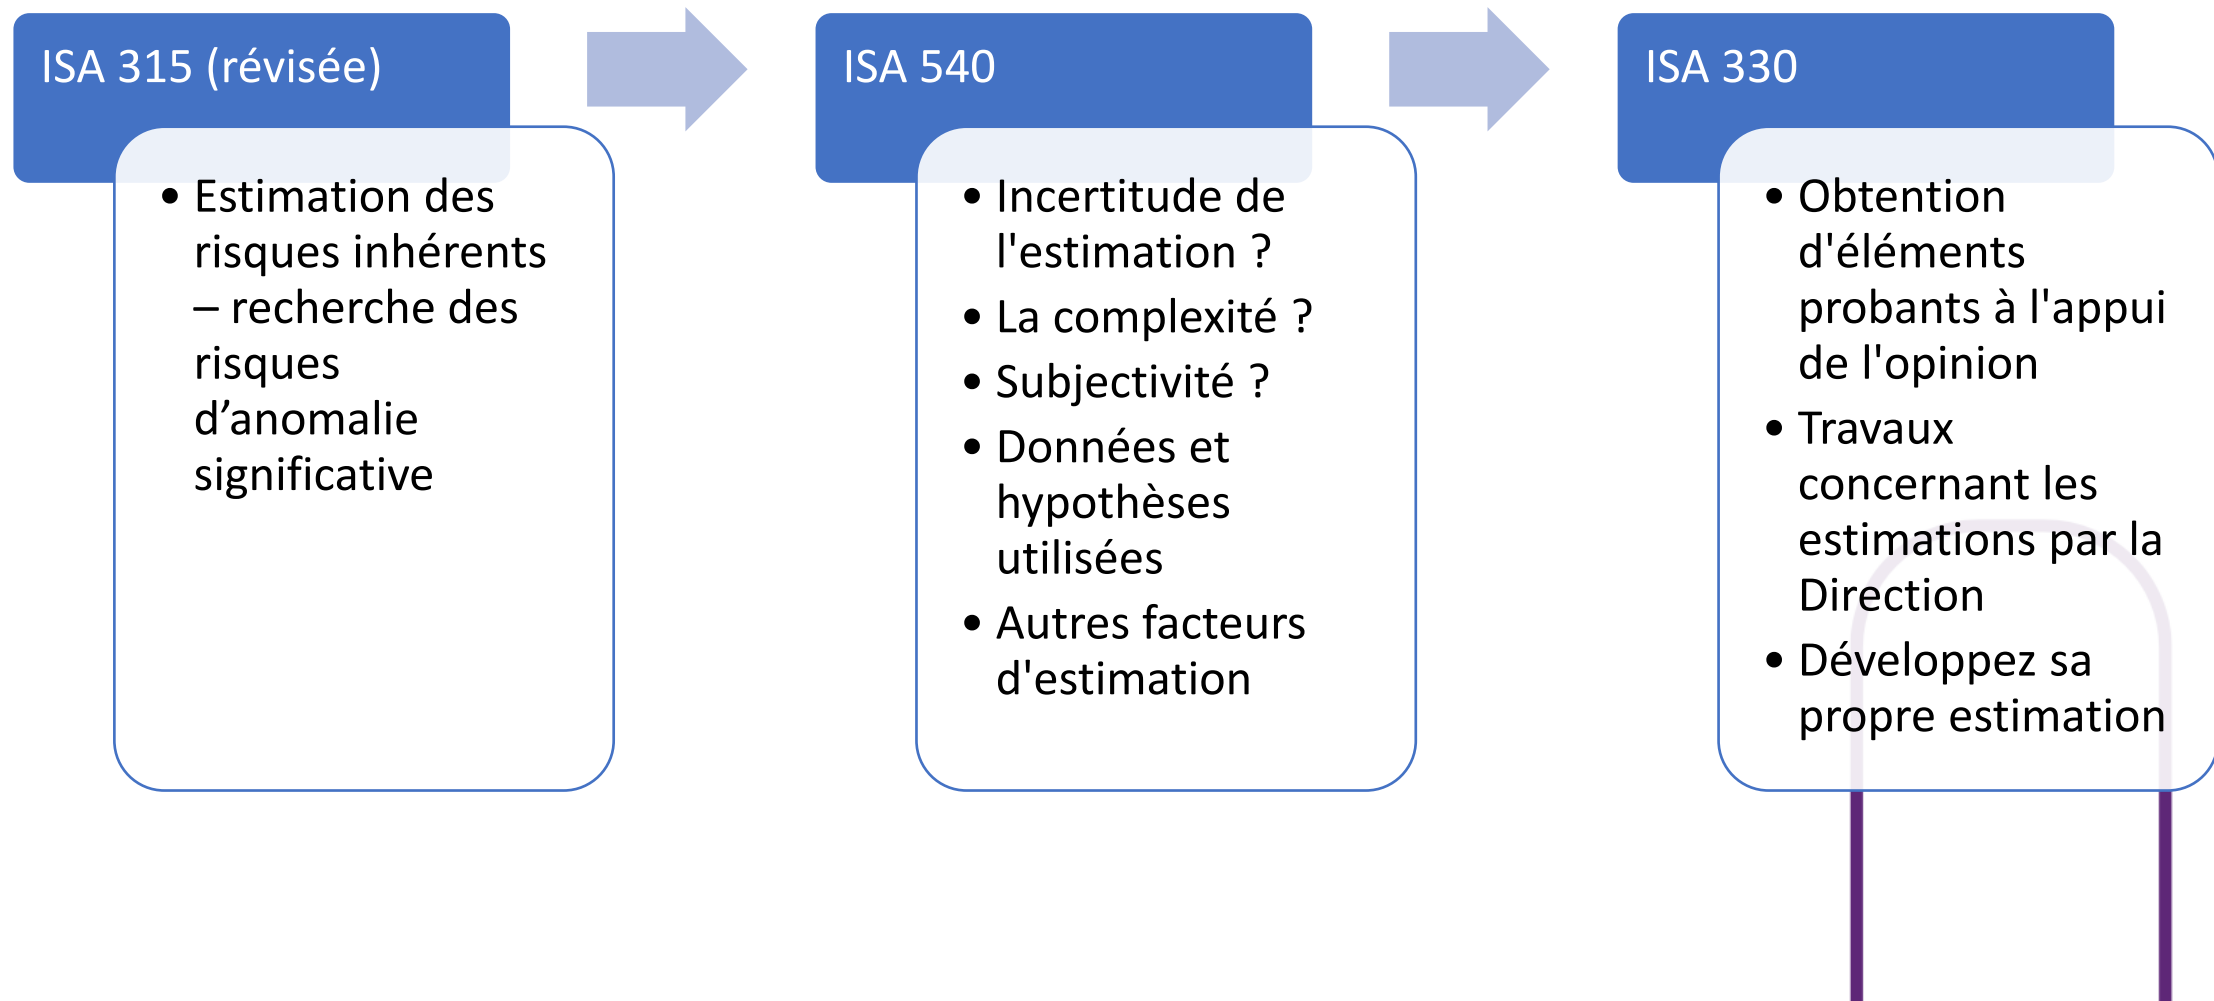 ISA 315 (révisée)
• Estimation des
risques inhérents
– recherche des
risques
d’anomalie
significative
ISA 540
• Incertitude de
l'estimation ?
• La complexité ?
• Subjectivité ?
• Données et
hypothèses
utilisées
• Autres facteurs
d'estimation
ISA 330
• Obtention
d'éléments
probants à l'appui
de l'opinion
• Travaux
concernant les
estimations par la
Direction
• Développez sa
propre estimation